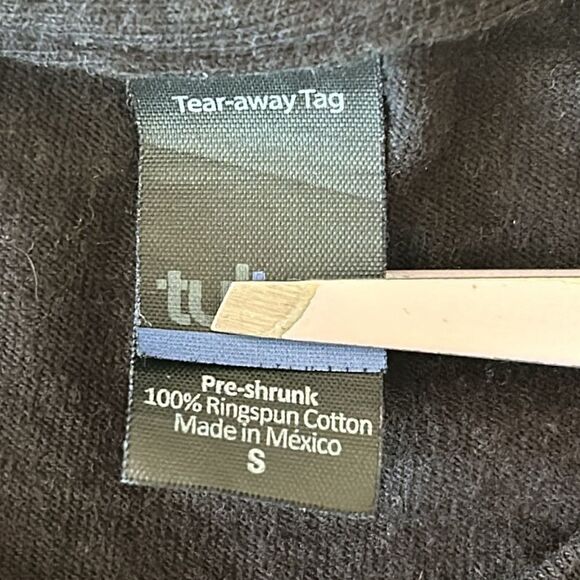 Tear-away Tag
Pre-shrunk
100% Ringspun Cotton
Made in México
S